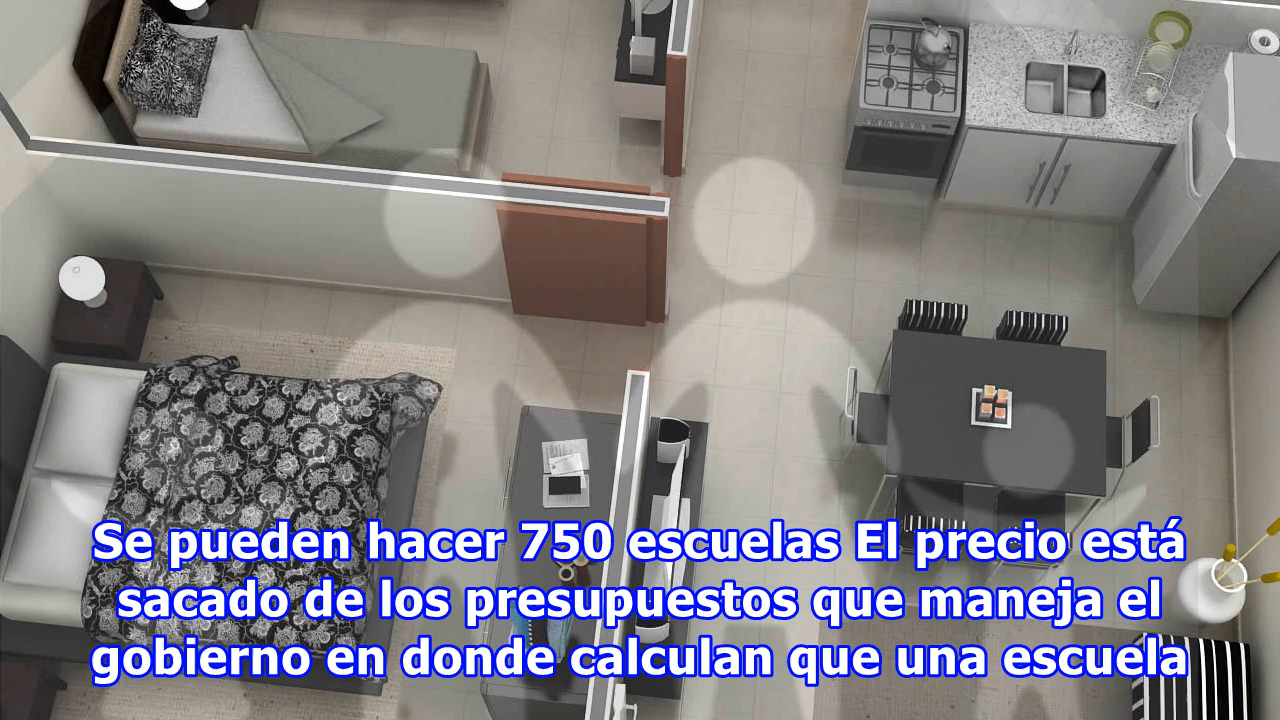 Se pueden hacer 750 escuelas El precio está
sacado de los presupuestos que maneja el
gobierno en donde calculan que una escuela